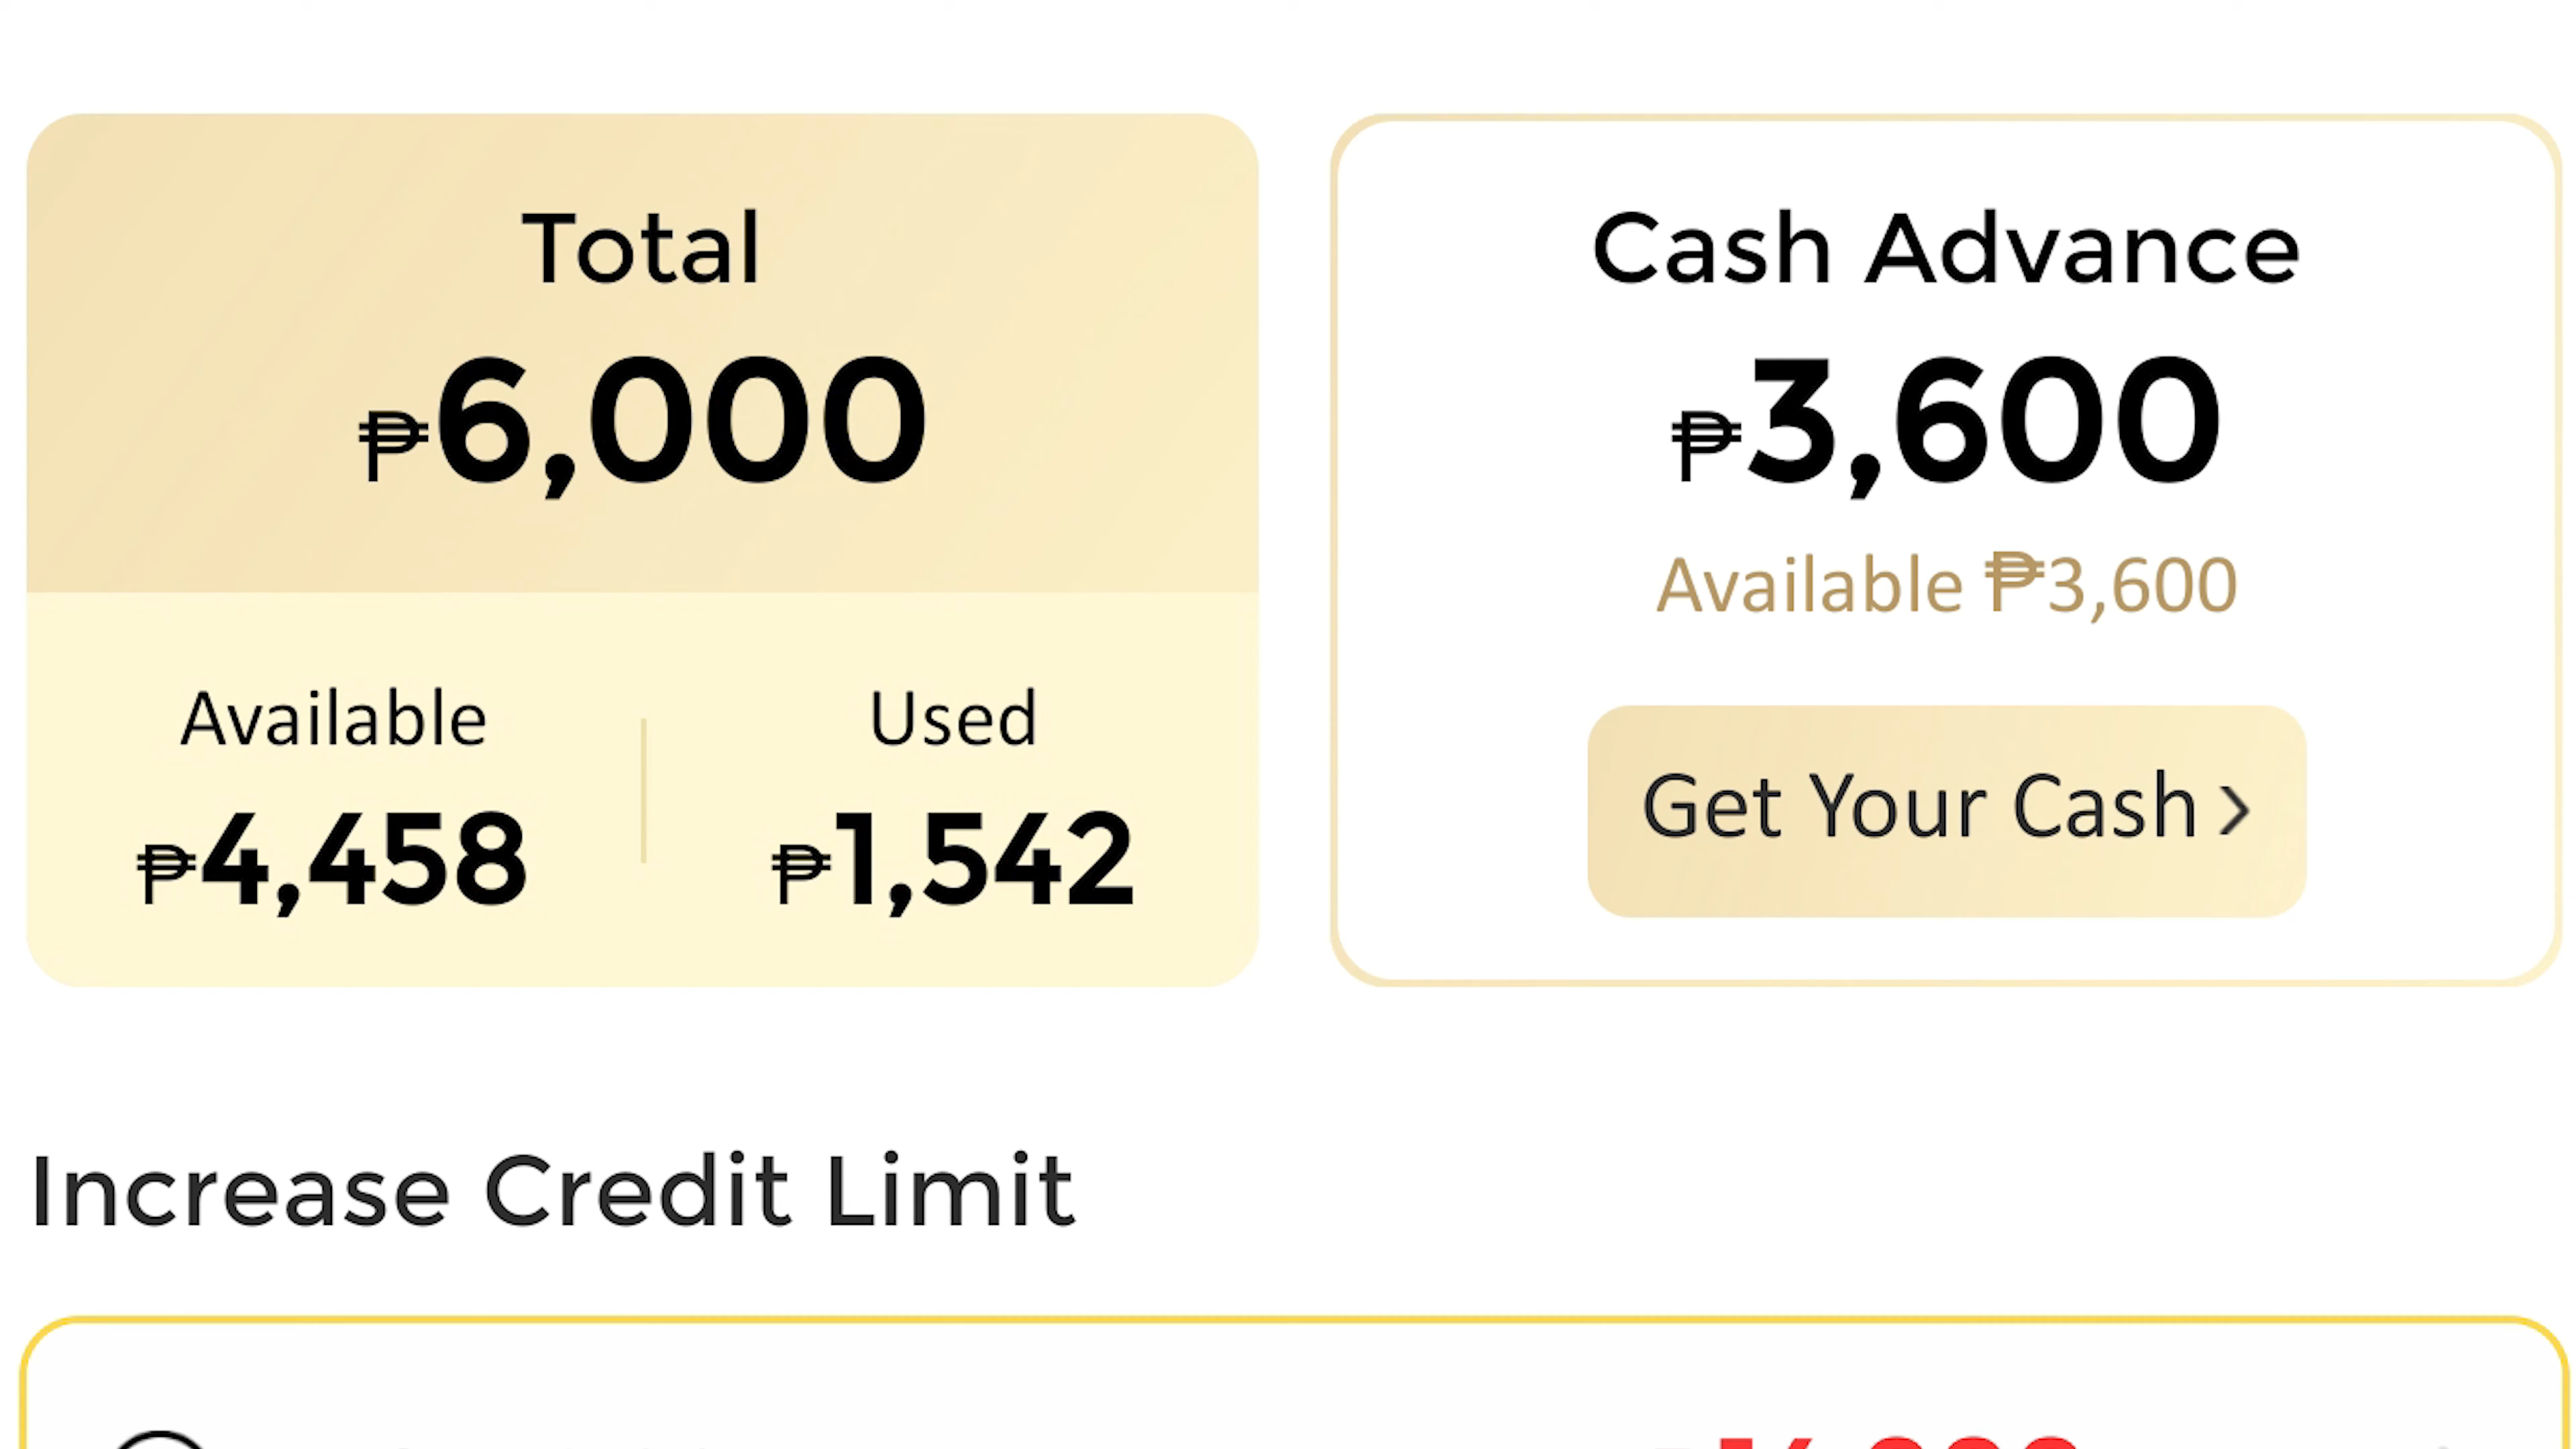 Total
₱6,000
Available
₱4,458
Used
₱1,542
Cash Advance
₱3,600
Available ₱3,600
Get Your Cash >
Increase Credit Limit